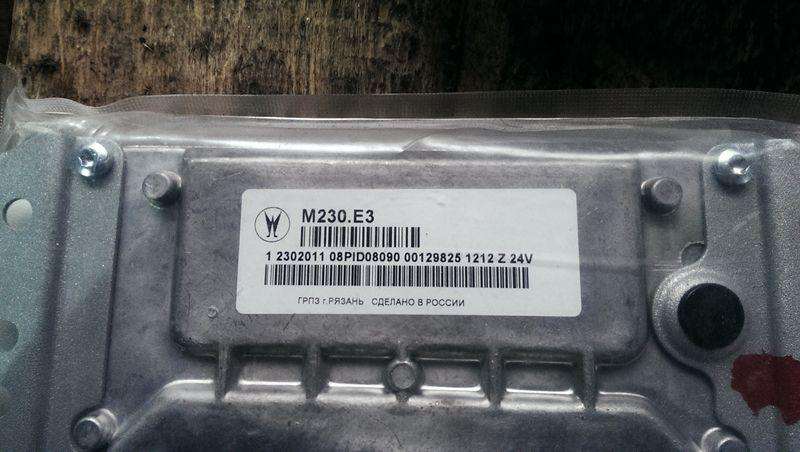 M230.E3
1 2302011 08PID08090 00129825 1212 Z 24V
ГРПЗ г.РЯЗАНЬ СДЕЛАНО В РОССИИ